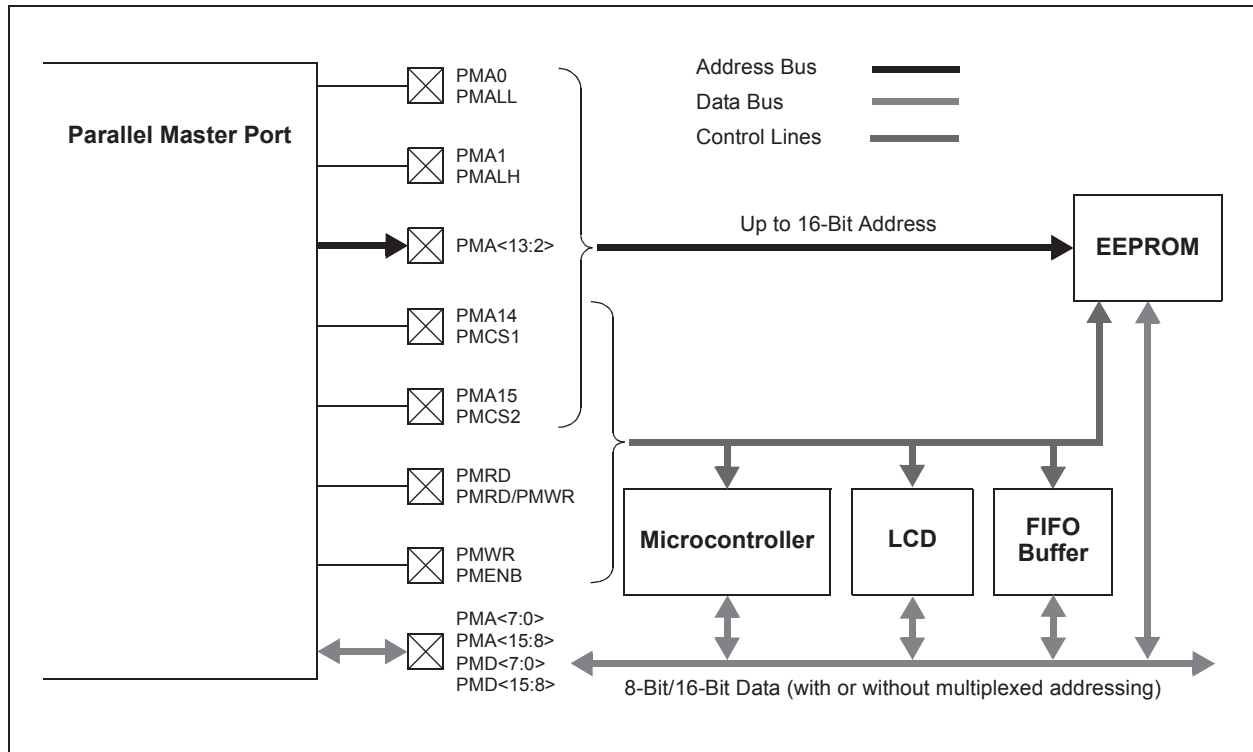 Parallel Master Port
PMA0
PMALL
PMA1
PMALH
PMA<13:2>
PMA14
PMCS1
PMA15
PMCS2
PMRD
PMRD/PMWR
PMWR
PMENB
PMA<7:0>
PMA<15:8>
PMD<7:0>
PMD<15:8>
Address Bus
Data Bus
Control Lines
Up to 16-Bit Address
EEPROM
Microcontroller
LCD
FIFO
Buffer
8-Bit/16-Bit Data (with or without multiplexed addressing)